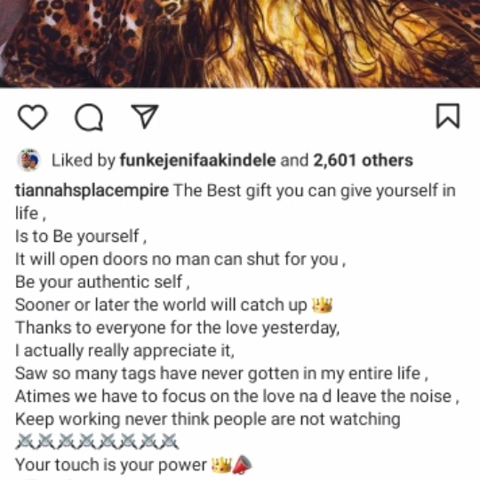 Liked by funkejenifaakindele and 2,601 others
tiannahsplacempire The Best gift you can give yourself in
life ,
Is to Be yourself ,
It will open doors no man can shut for you ,
Be your authentic self ,
Sooner or later the world will catch up 👑
Thanks to everyone for the love yesterday,
I actually really appreciate it,
Saw so many tags have never gotten in my entire life ,
Atimes we have to focus on the love na d leave the noise ,
Keep working never think people are not watching
⚔️⚔️⚔️⚔️⚔️⚔️⚔️⚔️
Your touch is your power 👑📣